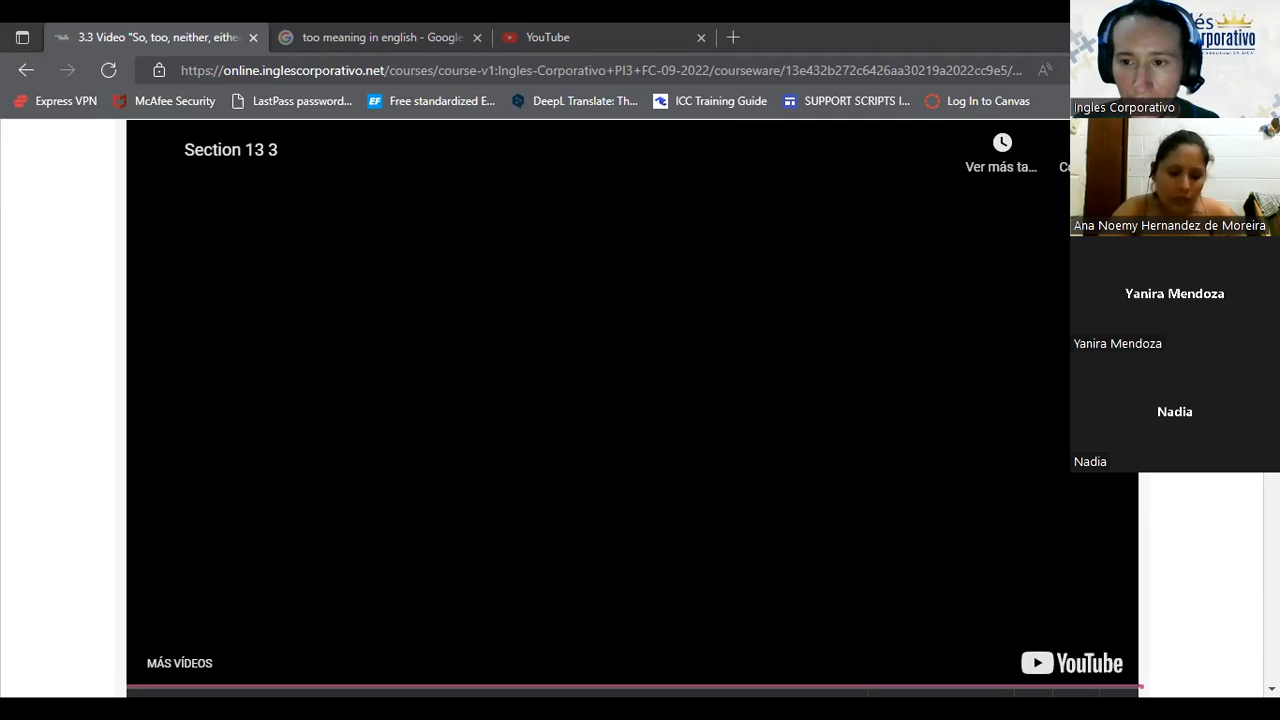 3.3 Video "So, too, neither, eithe
too meaning in english - Google
YouTube
https://online.inglescorporativo.net/courses/course-v1:Ingles-Corporativo+PI3+FC-09-2022/courseware/13e432b272c6426aa30219a2022cc9e5/...
Express VPN
McAfee Security
LastPass password...
EF
Free standardized E...
DeepL Translate: Th...
ICC Training Guide
SUPPORT SCRIPTS I...
Log In to Canvas
Section 13 3
Ver más ta...
MÁS VÍDEOS
YouTube
és
rporativo
Ingles Corporativo
Ana Noemy Hernandez de Moreira
Yanira Mendoza
Yanira Mendoza
Nadia
Nadia